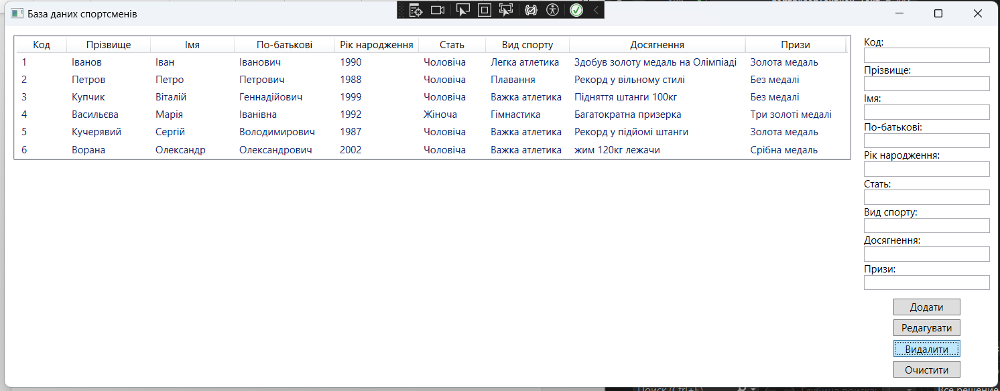 База даних спортсменів
Код Прізвище Імя По-батькові Рік народження Стать Вид спорту Досягнення Призи
1 Іванов Іван Іванович 1990 Чоловіча Легка атлетика Здобув золоту медаль на Олімпіаді Золота медаль
2 Петров Петро Петрович 1988 Чоловіча Плавання Рекорд у вільному стилі Без медалі
3 Купчик Віталій Геннадійович 1999 Чоловіча Важка атлетика Підняття штанги 100кг Без медалі
4 Васильєва Марія Іванівна 1992 Жіноча Гімнастика Багатократна призерка Три золоті медалі
5 Кучерявий Сергій Володимирович 1987 Чоловіча Важка атлетика Рекорд у підйомі штанги Золота медаль
6 Ворана Олександр Олександрович 2002 Чоловіча Важка атлетика жим 120кг лежачи Срібна медаль
Код:
Прізвище:
Імя:
По-батькові:
Рік народження:
Стать:
Вид спорту:
Досягнення:
Призи:
Додати
Редагувати
Видалити
Очистити